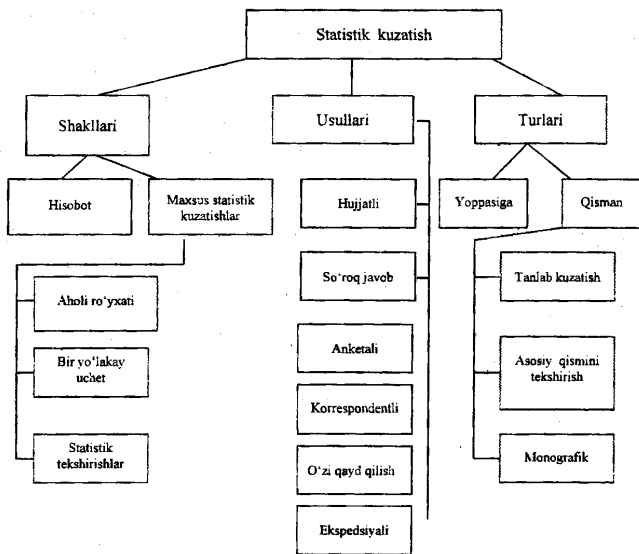 Statistik kuzatish
Shakllari
Usullari
Turlari
Hisobot
Maxsus statistik
kuzatishlar
Hujjatli
Yoppasiga
Qisman
Aholi ro‘yxati
So‘roq javob
Tanlab kuzatish
Bir yo‘lakay
uchet
Anketali
Asosiy qismini
tekshirish
Korrespondentli
Statistik
tekshirishlar
O‘zi qayd qilish
Monografik
Ekspedsiyali